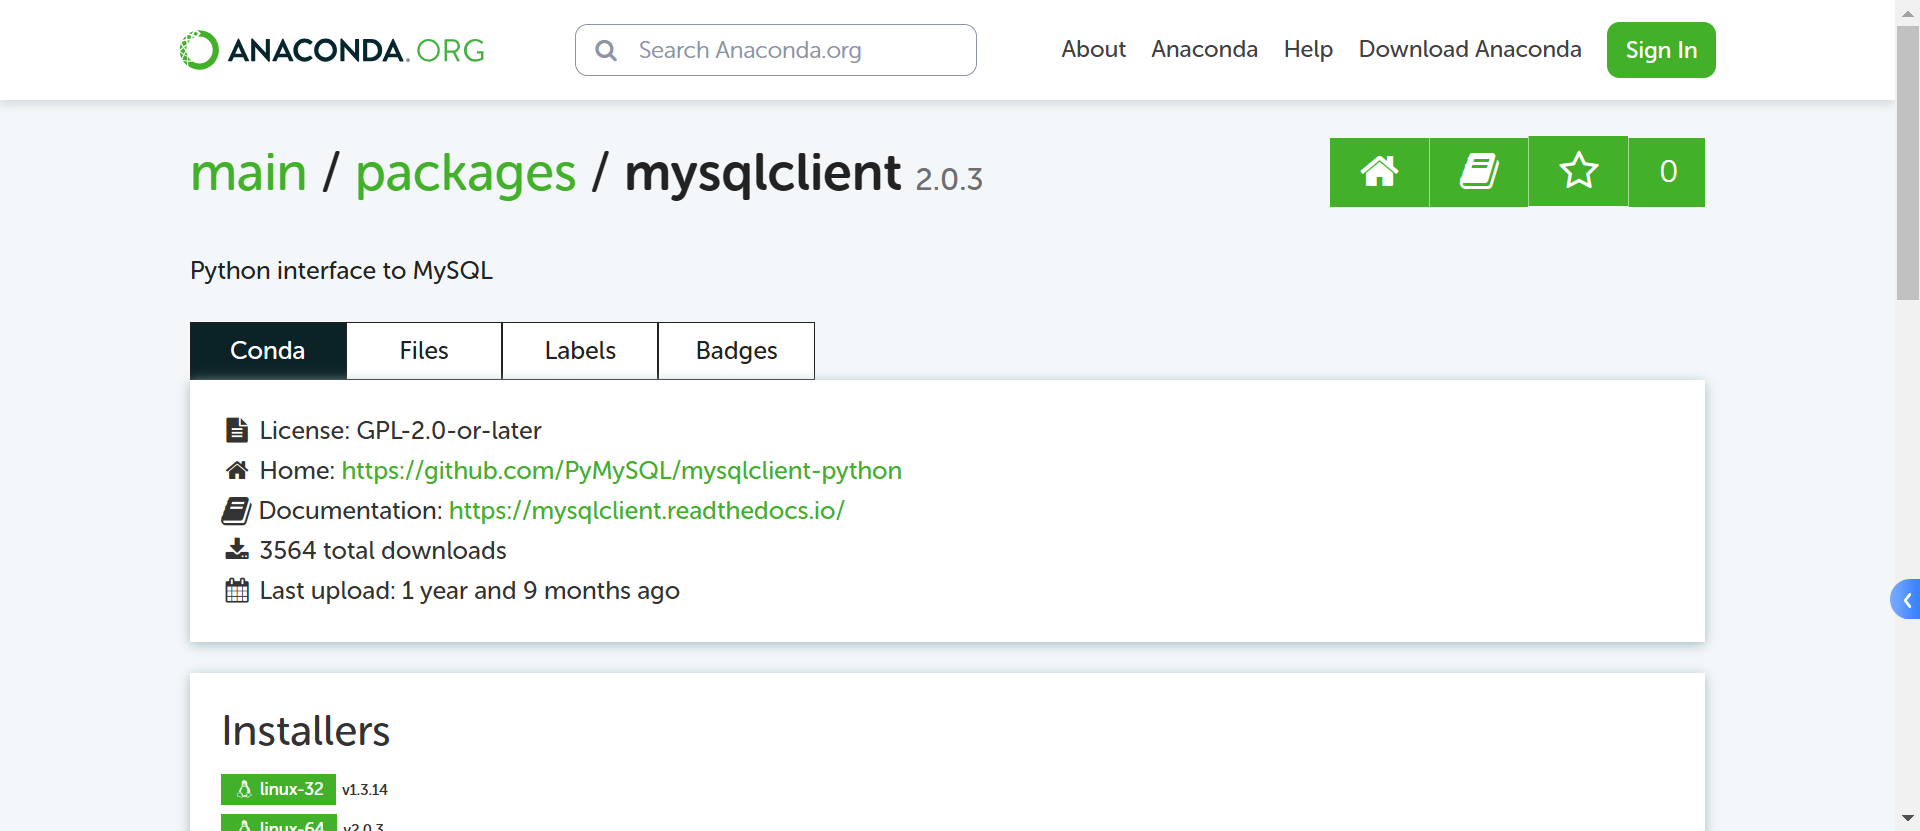 ANACONDA.ORG
Search Anaconda.org
About Anaconda Help Download Anaconda Sign In
main / packages / mysqlclient 2.0.3
0
Python interface to MySQL
Conda Files Labels Badges
License: GPL-2.0-or-later
Home: https://github.com/PyMySQL/mysqlclient-python
Documentation: https://mysqlclient.readthedocs.io/
3564 total downloads
Last upload: 1 year and 9 months ago
Installers
linux-32 v1.3.14
linux-64 v2.0.3